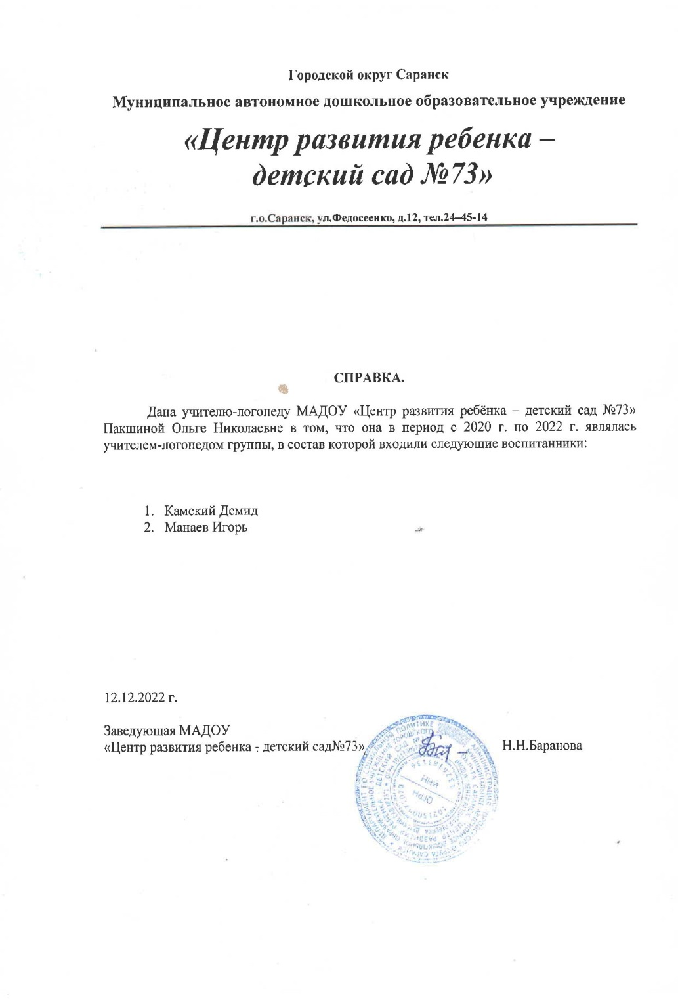 Городской округ Саранск
Муниципальное автономное дошкольное образовательное учреждение
«Центр развития ребенка –
детский сад №73»
г.о.Саранск, ул.Федосеенко, д.12, тел.24–45-14
СПРАВКА.
Дана учителю-логопеду МАДОУ «Центр развития ребёнка – детский сад №73»
Пакшиной Ольге Николаевне в том, что она в период с 2020 г. по 2022 г. являлась
учителем-логопедом группы, в состав которой входили следующие воспитанники:
1. Камский Демид
2. Манаев Игорь
12.12.2022 г.
Заведующая МАДОУ
«Центр развития ребенка - детский сад№73»
Н.Н.Баранова
ОГРН
ИНН